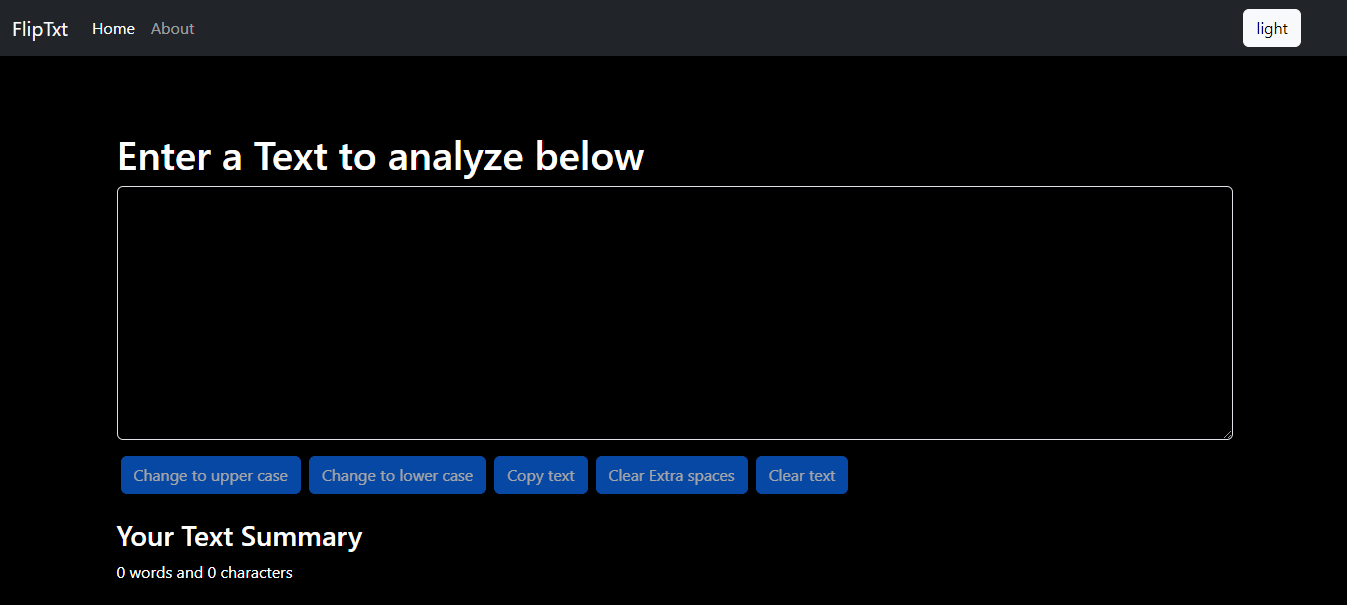 FlipTxt Home About light
Enter a Text to analyze below
Change to upper case Change to lower case Copy text Clear Extra spaces Clear text
Your Text Summary
0 words and 0 characters